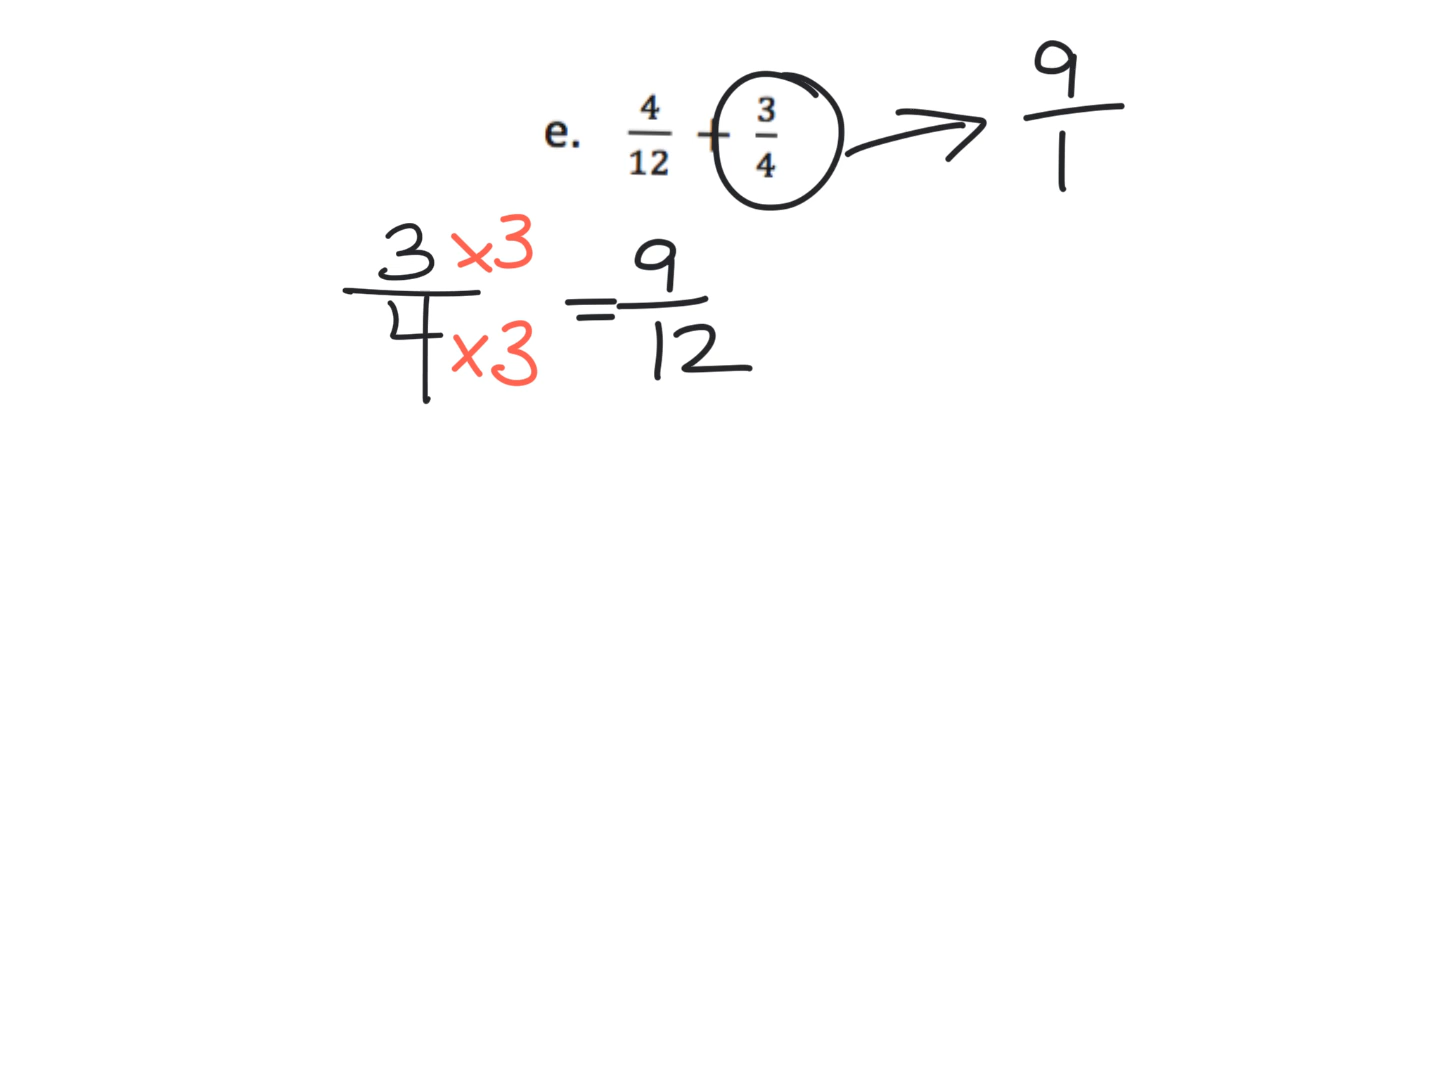 e. 4/12 + 3/4 → 9/1
3/4 ×3/×3 = 9/12